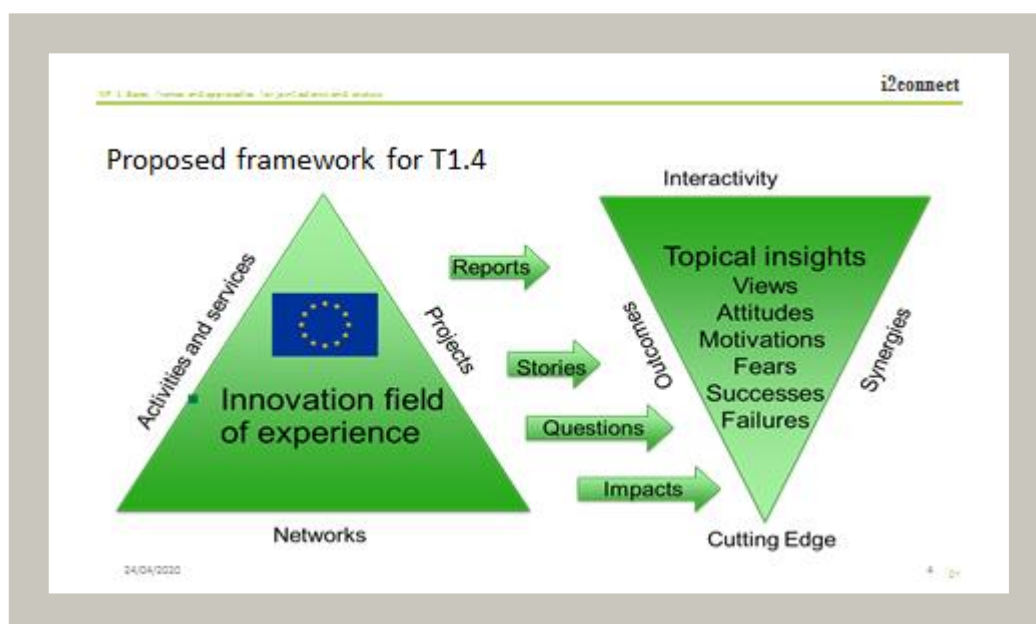 i2connect
Proposed framework for T1.4
Activities and services
Projects
Networks
Innovation field
of experience
Reports
Stories
Questions
Impacts
Interactivity
Outcomes
Synergies
Topical insights
Views
Attitudes
Motivations
Fears
Successes
Failures
Cutting Edge
24/04/2020
4